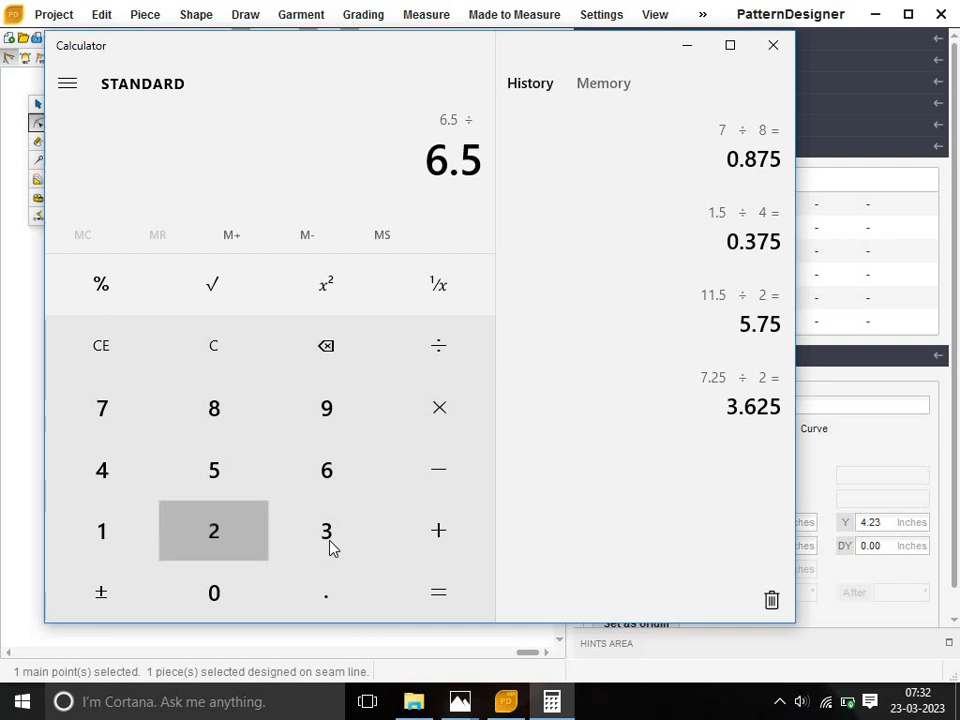 Project Edit Piece Shape Draw Garment Grading Measure Made to Measure Settings View » PatternDesigner
Calculator
STANDARD
6.5 ÷
6.5
MC MR M+ M- MS
% √ x² ¹/x
CE C ÷
7 8 9 ×
4 5 6 −
1 2 3 +
± 0 . =
History Memory
7 ÷ 8 =
0.875
1.5 ÷ 4 =
0.375
11.5 ÷ 2 =
5.75
7.25 ÷ 2 =
3.625
- -
- -
- -
- -
- -
- -
Curve
Y 4.23 Inches
DY 0.00 Inches
After
Set as origin
HINTS AREA
1 main point(s) selected. 1 piece(s) selected designed on seam line.
I'm Cortana. Ask me anything.
PD
07:32
23-03-2023